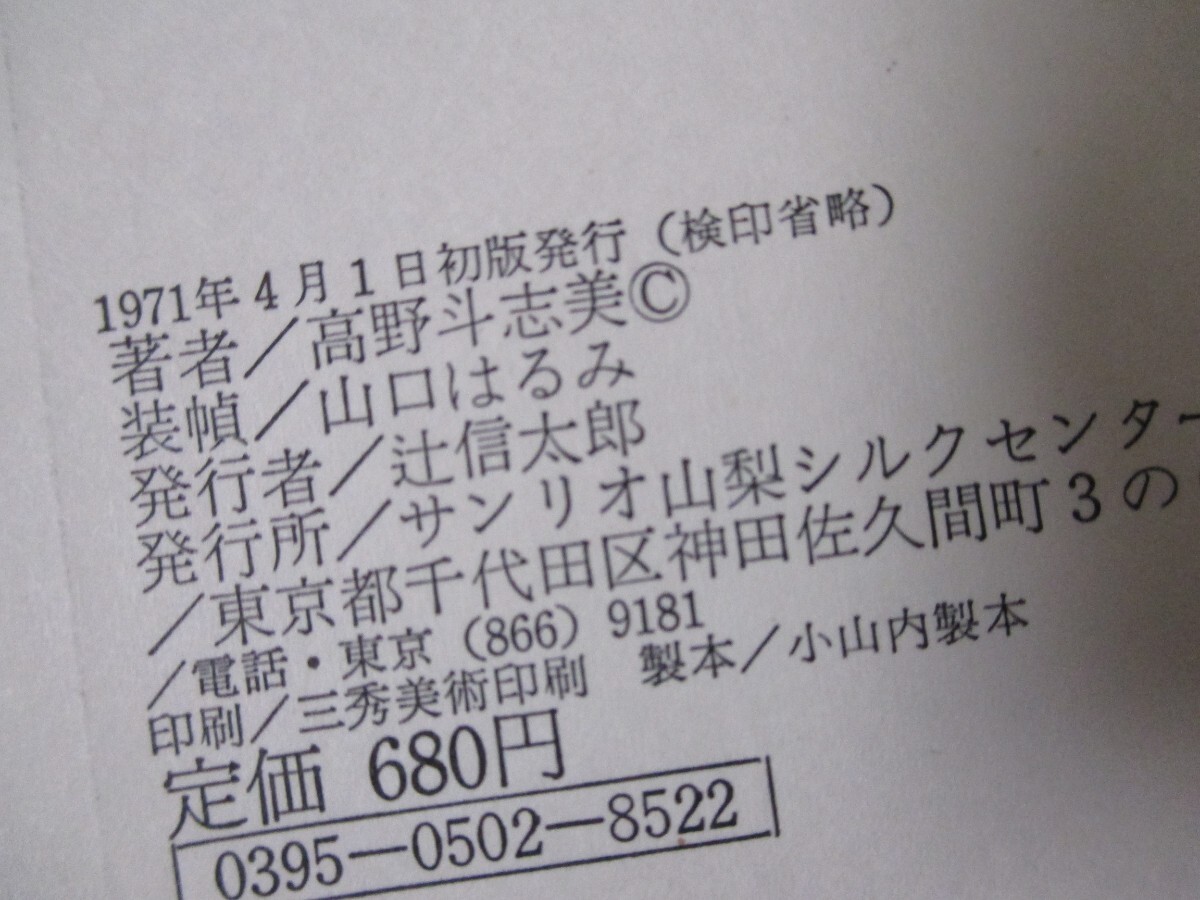 1971年4月1日初版発行（検印省略）
著者／高野斗志美Ⓒ
装幀／山口はるみ
発行者／辻信太郎
発行所／サンリオ山梨シルクセンター
／東京都千代田区神田佐久間町3の
／電話・東京（866）9181
印刷／三秀美術印刷　製本／小山内製本
定価 680円
0395—0502—8522